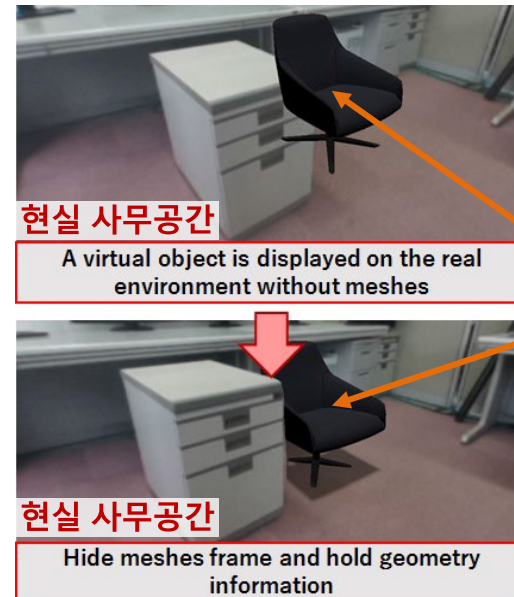 현실 사무공간
A virtual object is displayed on the real
environment without meshes
현실 사무공간
Hide meshes frame and hold geometry
information